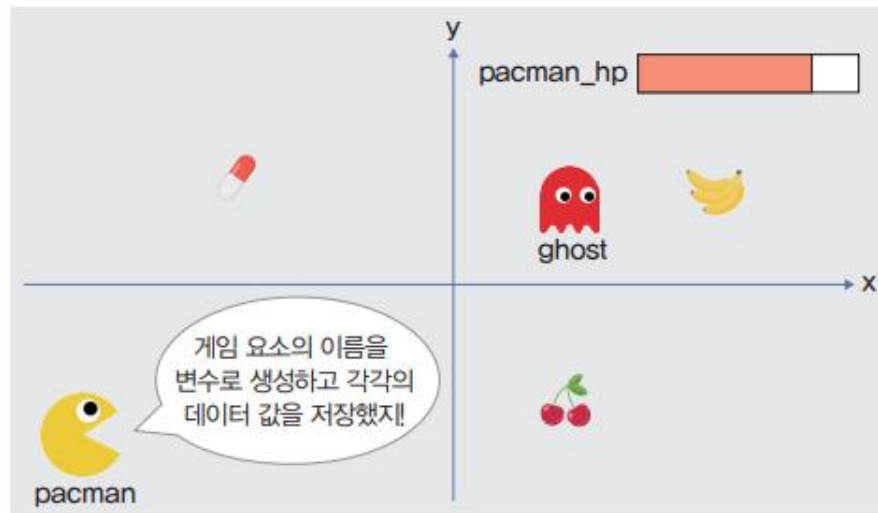 y
pacman_hp
ghost
x
게임 요소의 이름을
변수로 생성하고 각각의
데이터 값을 저장했지!
pacman